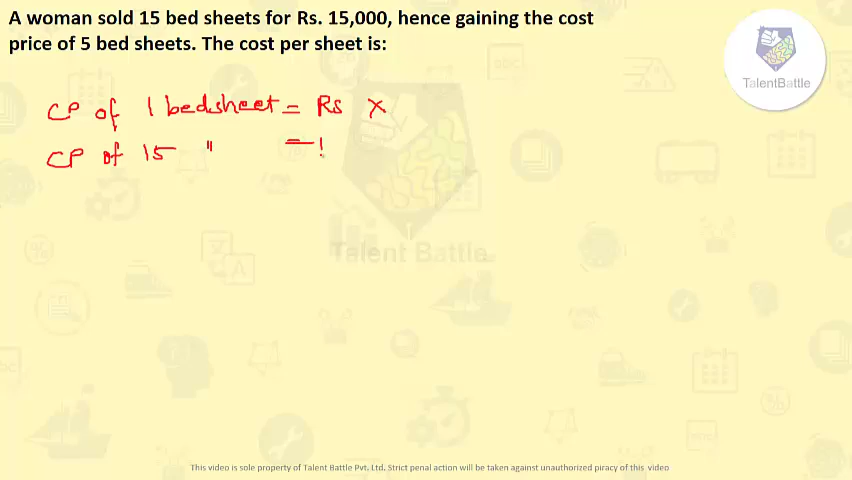 A woman sold 15 bed sheets for Rs. 15,000, hence gaining the cost
price of 5 bed sheets. The cost per sheet is:
TalentBattle
CP of 1 bedsheet = Rs x
CP of 15 " = 1
Talent Battle
This video is sole property of Talent Battle Pvt. Ltd. Strict penal action will be taken against unauthorized piracy of this video